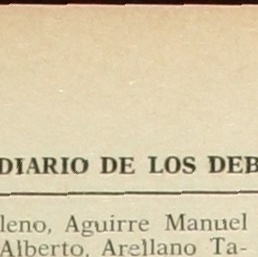 DIARIO DE LOS DEB
leno, Aguirre Manuel
Alberto, Arellano Ta-